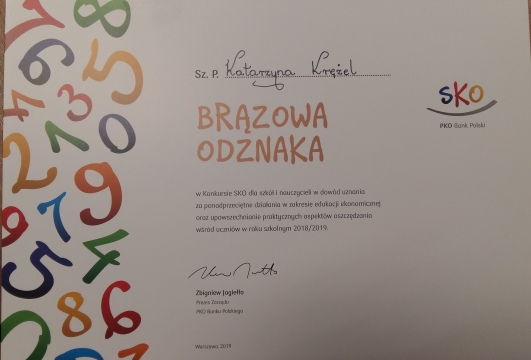 Sz. P. Katarzyna Krężel
SKO
PKO Bank Polski
BRĄZOWA
ODZNAKA
w Konkursie SKO dla szkół i nauczycieli w dowód uznania
za ponadprzeciętne działania w zakresie edukacji ekonomicznej
oraz upowszechnianie praktycznych aspektów oszczędzania
wśród uczniów w roku szkolnym 2018/2019.
Zbigniew Jagiełło
Prezes Zarządu
PKO Banku Polskiego
Warszawa, 2019